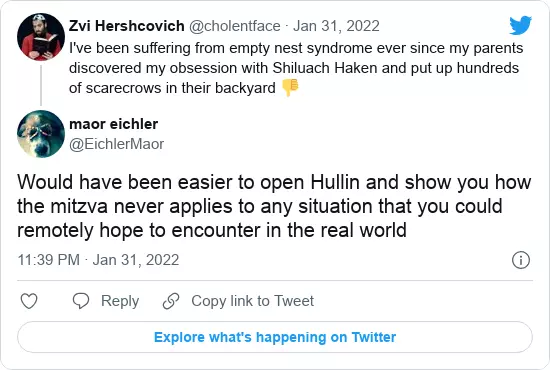 Zvi Hershcovich @cholentface · Jan 31, 2022
I've been suffering from empty nest syndrome ever since my parents
discovered my obsession with Shiluach Haken and put up hundreds
of scarecrows in their backyard 👎
maor eichler
@EichlerMaor
Would have been easier to open Hullin and show you how
the mitzva never applies to any situation that you could
remotely hope to encounter in the real world
11:39 PM · Jan 31, 2022
Reply Copy link to Tweet
Explore what's happening on Twitter